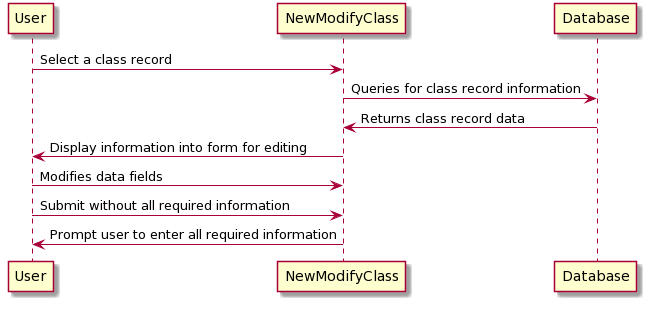 User NewModifyClass Database
Select a class record
Queries for class record information
Returns class record data
Display information into form for editing
Modifies data fields
Submit without all required information
Prompt user to enter all required information
User NewModifyClass Database